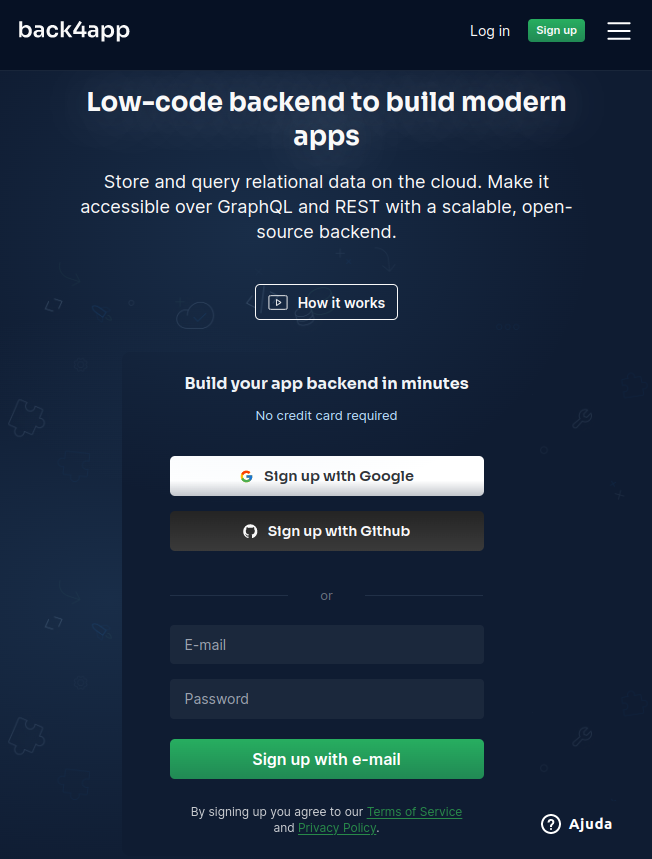 back4app
Log in
Sign up
Low-code backend to build modern
apps
Store and query relational data on the cloud. Make it
accessible over GraphQL and REST with a scalable, open-
source backend.
How it works
Build your app backend in minutes
No credit card required
Sign up with Google
Sign up with Github
or
E-mail
Password
Sign up with e-mail
By signing up you agree to our Terms of Service
and Privacy Policy.
Ajuda